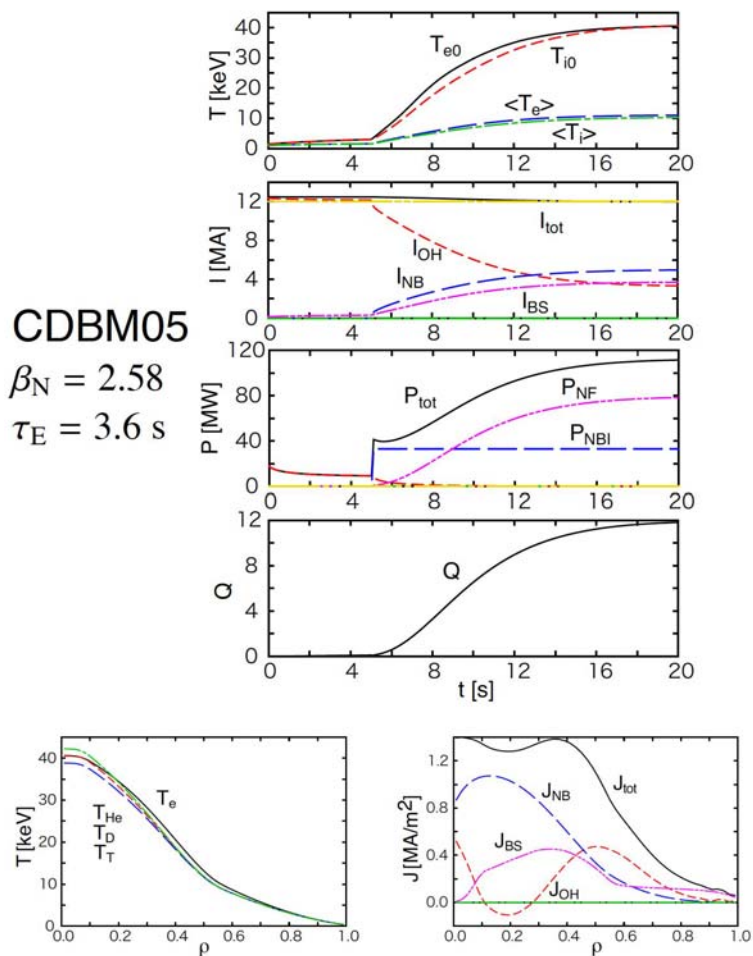 T [keV]
40
30
20
10
0
T_e0
T_i0
<T_e>
<T_i>
0 4 8 12 16 20
I [MA]
12
8
4
0
I_tot
I_OH
I_NB
I_BS
0 4 8 12 16 20
CDBM05
β_N = 2.58
τ_E = 3.6 s
P [MW]
120
80
40
0
P_tot
P_NF
P_NBI
0 4 8 12 16 20
Q
12
8
4
0
Q
0 4 8 12 16 20
t [s]
T [keV]
40
30
20
10
0
T_e
T_He
T_D
T_T
0.0 0.2 0.4 0.6 0.8 1.0
ρ
J [MA/m²]
1.2
0.8
0.4
0.0
J_NB
J_tot
J_BS
J_OH
0.0 0.2 0.4 0.6 0.8 1.0
ρ